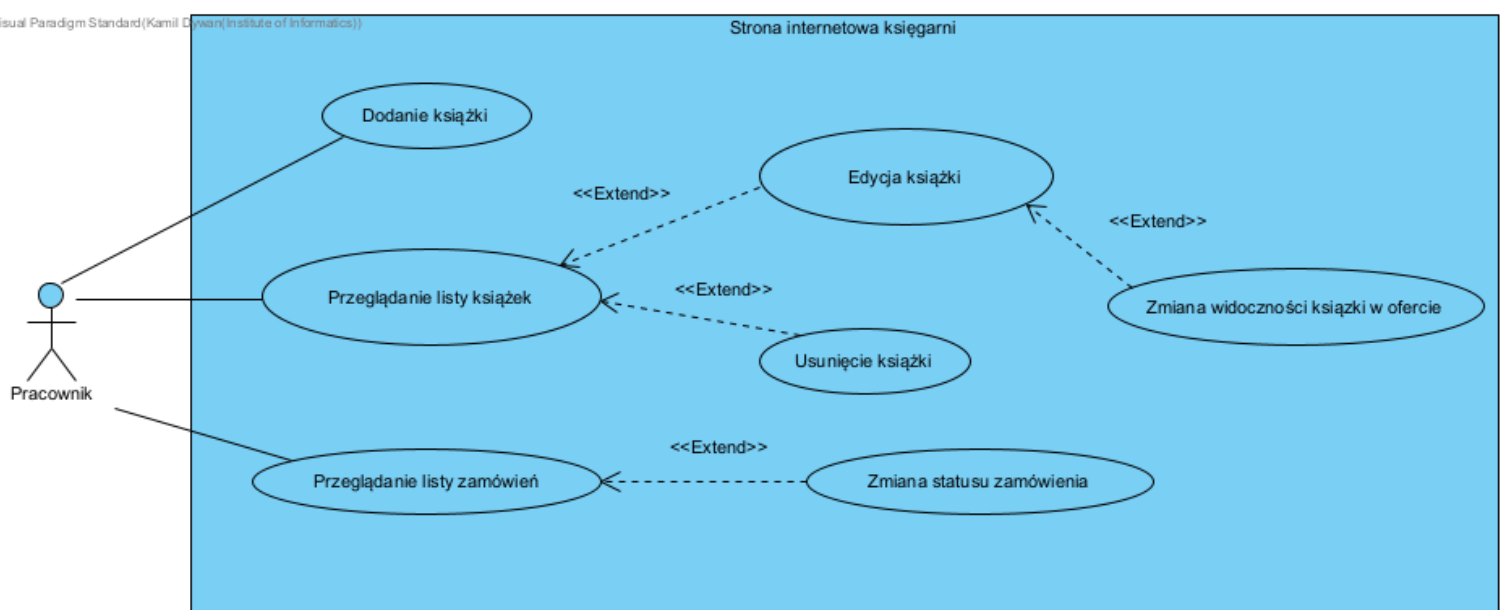 isual Paradigm Standard(Kamil Dywan(Institute of Informatics))
Strona internetowa księgarni
Dodanie książki
Edycja książki
<<Extend>>
<<Extend>>
Przeglądanie listy książek
<<Extend>>
Zmiana widoczności ksiązki w ofercie
Usunięcie książki
Pracownik
<<Extend>>
Przeglądanie listy zamówień
Zmiana statusu zamówienia